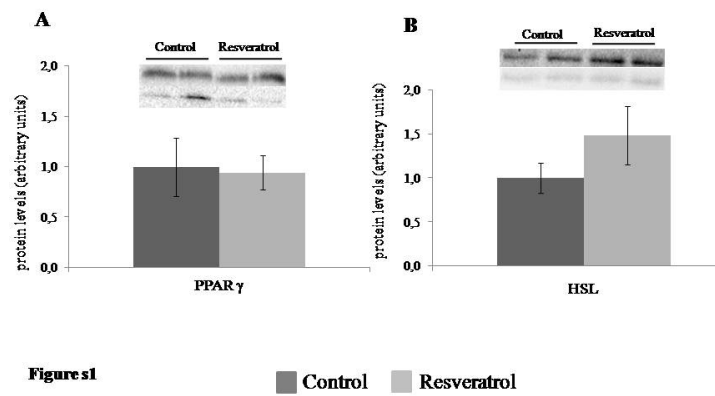 A
Control Resveratrol
2,0
1,5
1,0
0,5
0,0
protein levels (arbitrary units)
PPAR γ
B
Control Resveratrol
2,0
1,5
1,0
0,5
0,0
protein levels (arbitrary units)
HSL
Figure s1
Control Resveratrol